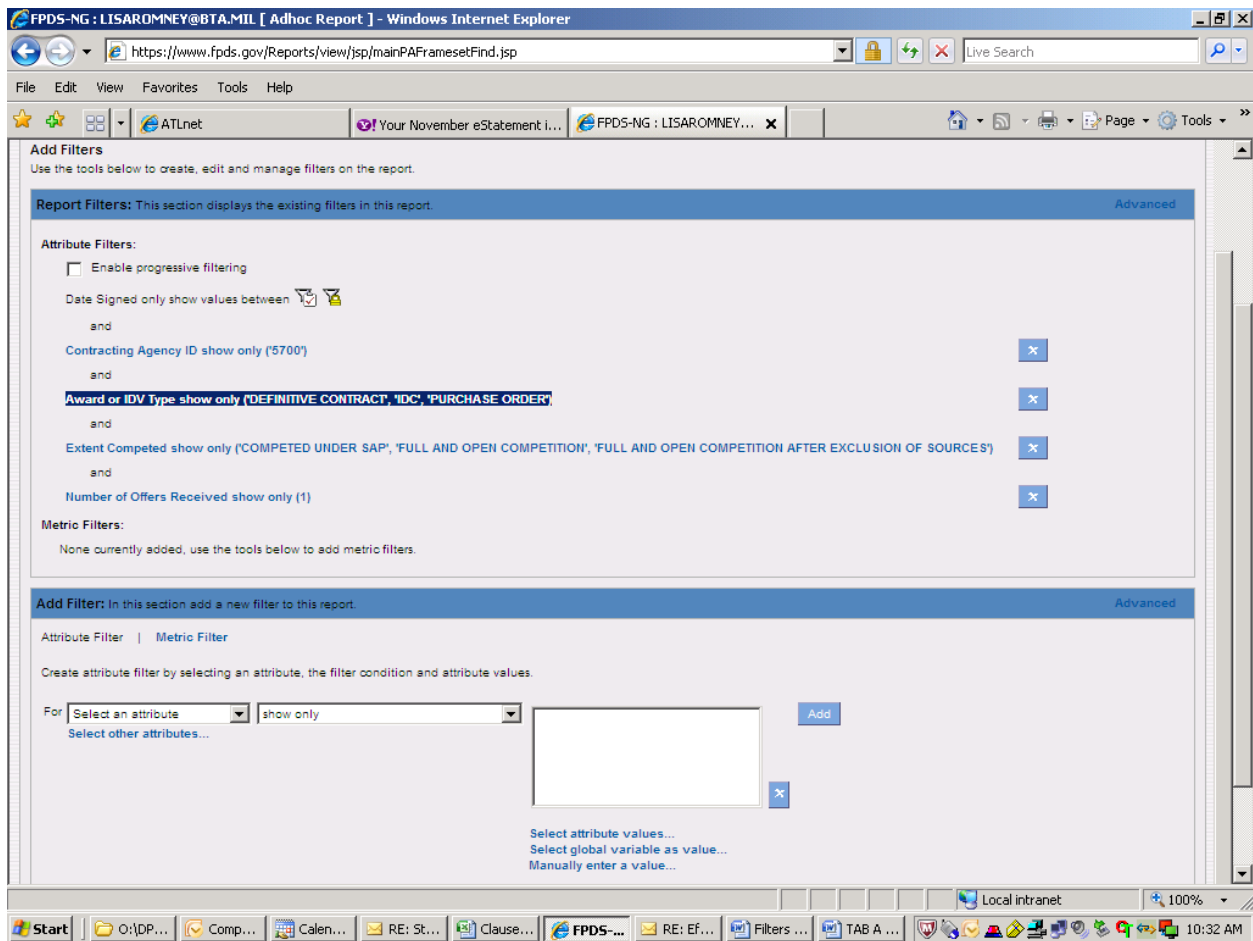 FPDS-NG : LISAROMNEY@BTA.MIL [ Adhoc Report ] - Windows Internet Explorer
https://www.fpds.gov/Reports/view/jsp/mainPAFramesetFind.jsp
Live Search
File Edit View Favorites Tools Help
ATLnet
Your November eStatement i...
FPDS-NG : LISAROMNEY...
Page
Tools
Add Filters
Use the tools below to create, edit and manage filters on the report.
Report Filters: This section displays the existing filters in this report.
Advanced
Attribute Filters:
Enable progressive filtering
Date Signed only show values between
and
Contracting Agency ID show only ('5700')
and
Award or IDV Type show only ('DEFINITIVE CONTRACT', 'IDC', 'PURCHASE ORDER')
and
Extent Competed show only ('COMPETED UNDER SAP', 'FULL AND OPEN COMPETITION', 'FULL AND OPEN COMPETITION AFTER EXCLUSION OF SOURCES')
and
Number of Offers Received show only (1)
Metric Filters:
None currently added, use the tools below to add metric filters.
Add Filter: In this section add a new filter to this report.
Advanced
Attribute Filter | Metric Filter
Create attribute filter by selecting an attribute, the filter condition and attribute values.
For Select an attribute show only
Add
Select other attributes...
Select attribute values...
Select global variable as value...
Manually enter a value...
Local intranet
100%
Start
O:\DP...
Comp...
Calen...
RE: St...
Clause...
FPDS-...
RE: Ef...
Filters ...
TAB A ...
10:32 AM